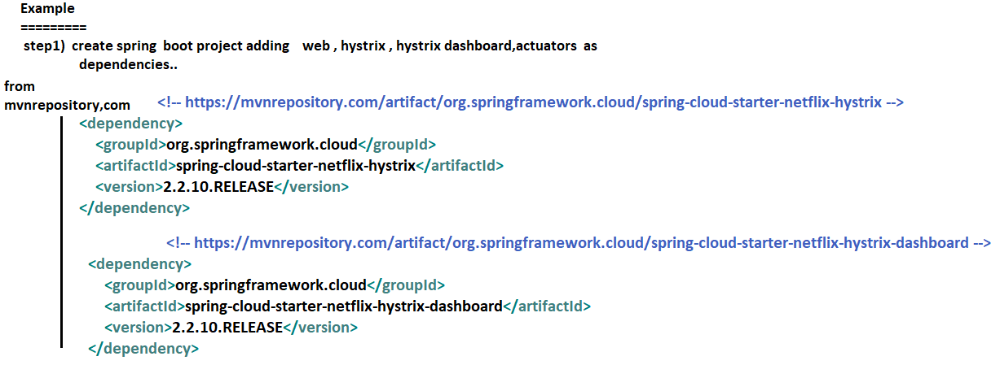 Example
=========
step1) create spring boot project adding web , hystrix , hystrix dashboard,actuators as
dependencies..
from
mvnrepository,com
<!-- https://mvnrepository.com/artifact/org.springframework.cloud/spring-cloud-starter-netflix-hystrix -->
<dependency>
<groupId>org.springframework.cloud</groupId>
<artifactId>spring-cloud-starter-netflix-hystrix</artifactId>
<version>2.2.10.RELEASE</version>
</dependency>
<!-- https://mvnrepository.com/artifact/org.springframework.cloud/spring-cloud-starter-netflix-hystrix-dashboard -->
<dependency>
<groupId>org.springframework.cloud</groupId>
<artifactId>spring-cloud-starter-netflix-hystrix-dashboard</artifactId>
<version>2.2.10.RELEASE</version>
</dependency>